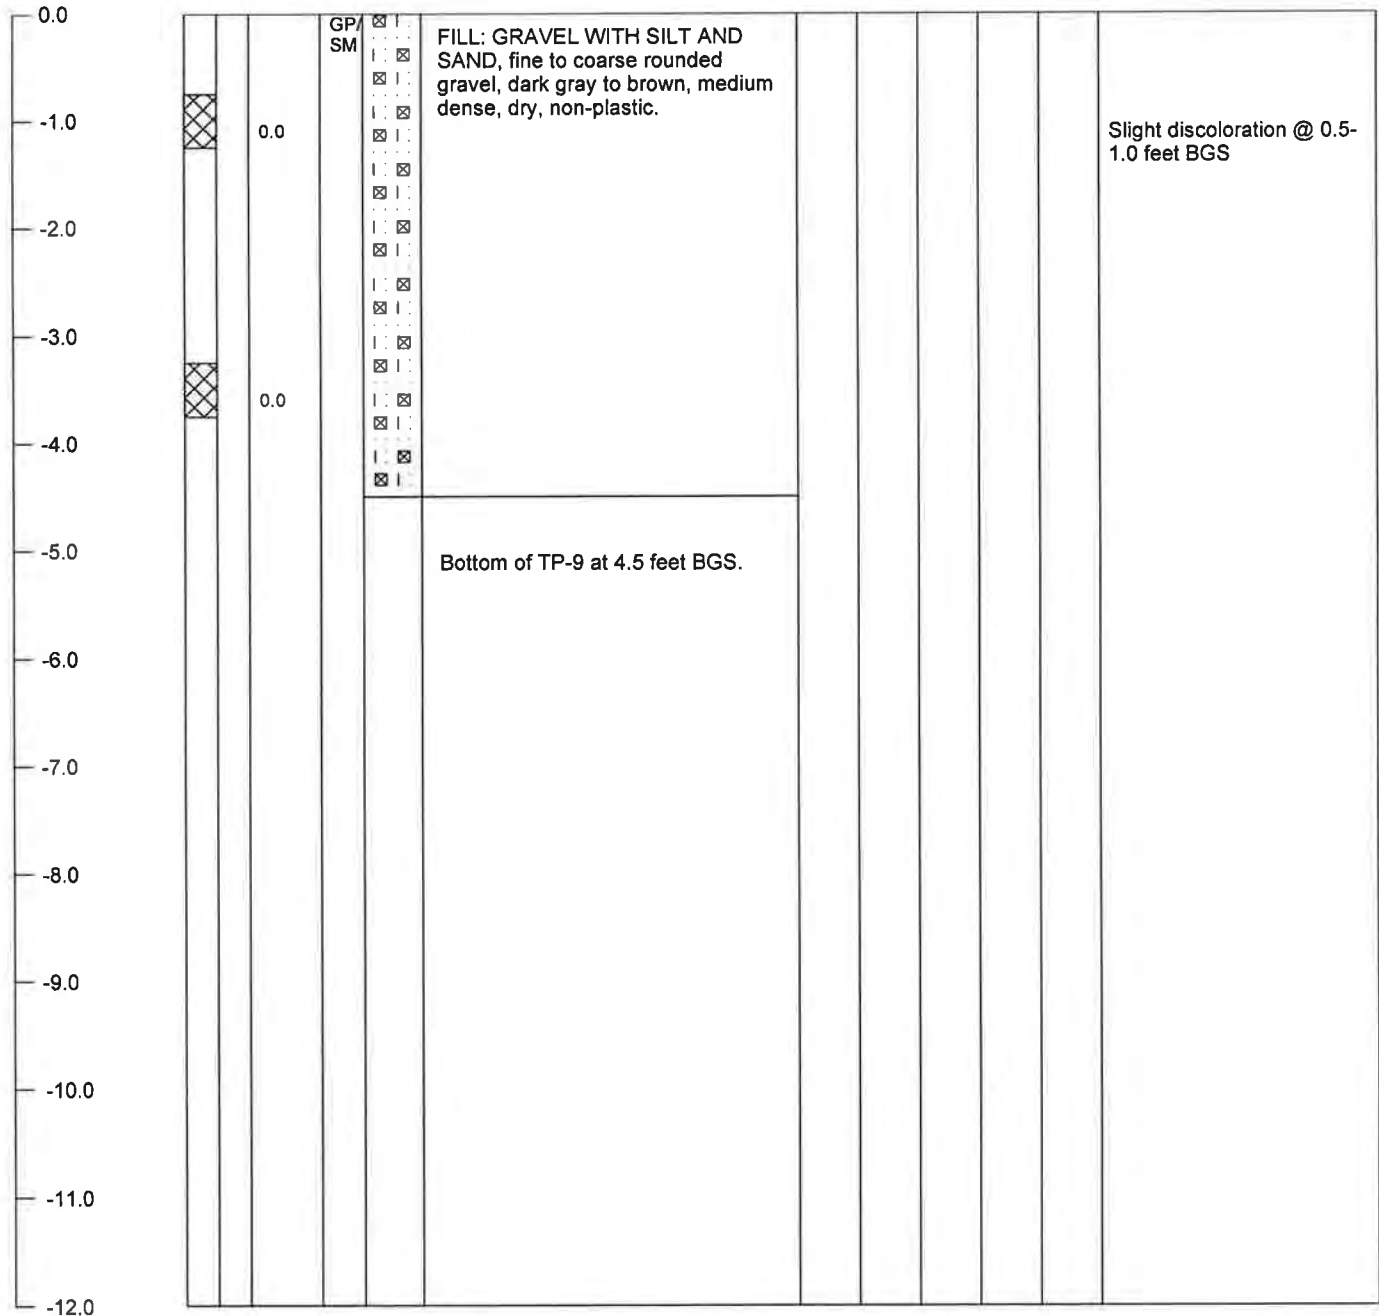 0.0
GP/
SM
FILL: GRAVEL WITH SILT AND
SAND, fine to coarse rounded
gravel, dark gray to brown, medium
dense, dry, non-plastic.
-1.0
0.0
Slight discoloration @ 0.5-
1.0 feet BGS
-2.0
-3.0
0.0
-4.0
-5.0
Bottom of TP-9 at 4.5 feet BGS.
-6.0
-7.0
-8.0
-9.0
-10.0
-11.0
-12.0